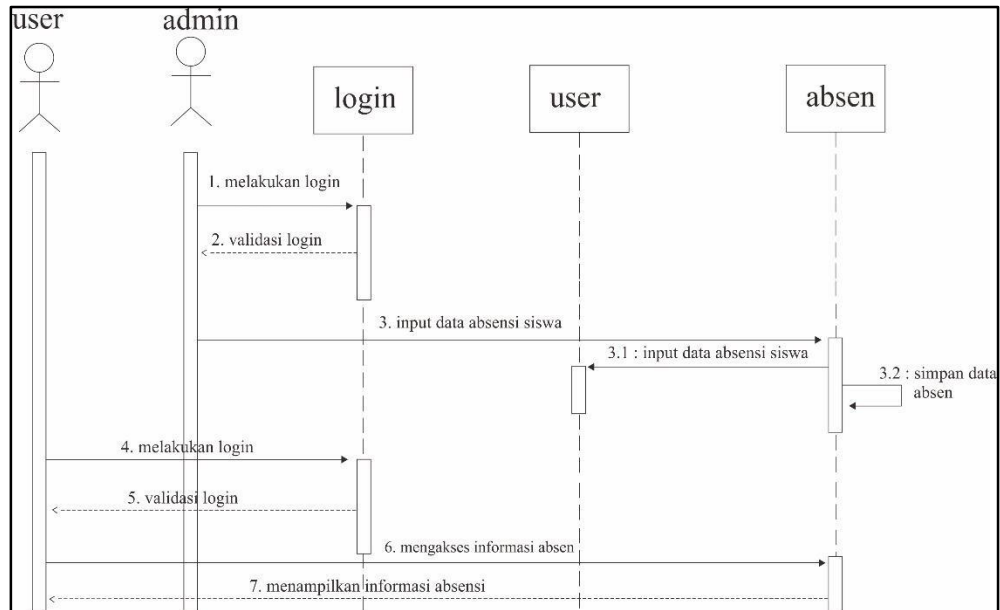 user
admin
login
user
absen
1. melakukan login
2. validasi login
3. input data absensi siswa
3.1 : input data absensi siswa
3.2 : simpan data
absen
4. melakukan login
5. validasi login
6. mengakses informasi absen
7. menampilkan informasi absensi